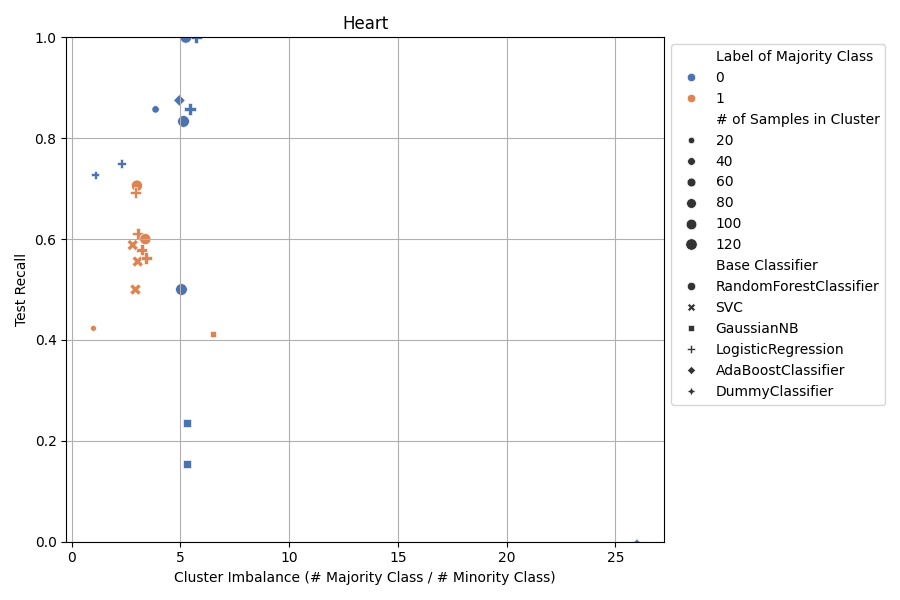 Heart
Test Recall
1.0
0.8
0.6
0.4
0.2
0.0
0
5
10
15
20
25
Cluster Imbalance (# Majority Class / # Minority Class)
Label of Majority Class
0
1
# of Samples in Cluster
20
40
60
80
100
120
Base Classifier
RandomForestClassifier
SVC
GaussianNB
LogisticRegression
AdaBoostClassifier
DummyClassifier